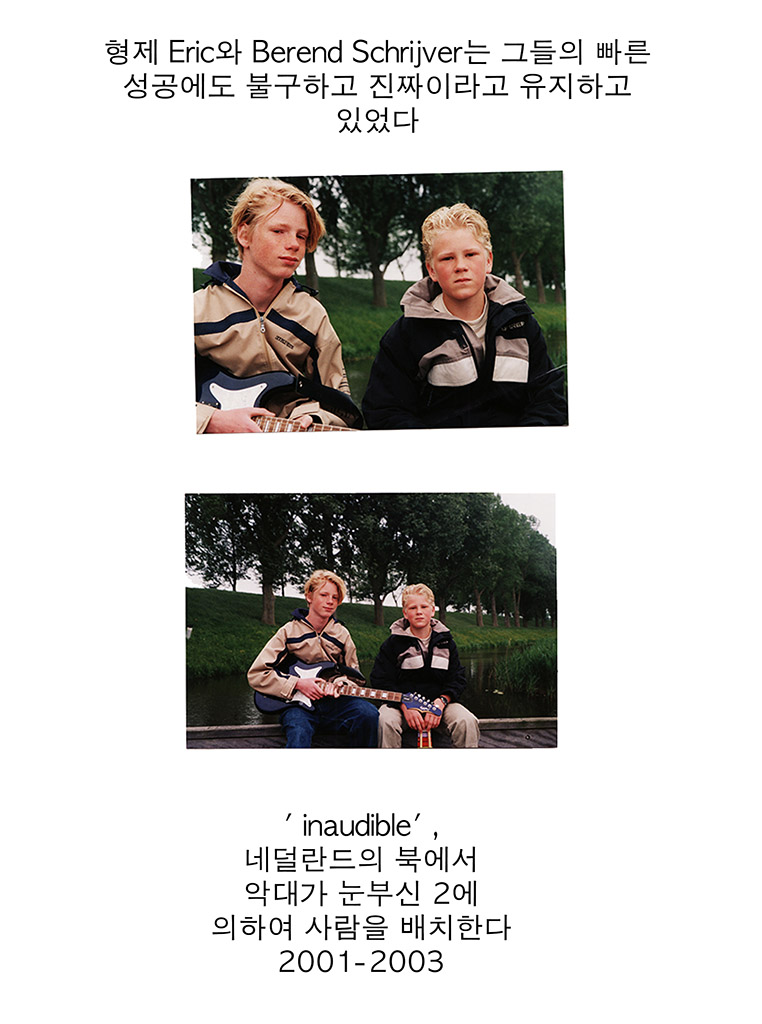 형제 Eric와 Berend Schrijver는 그들의 빠른
성공에도 불구하고 진짜이라고 유지하고
있었다
′ inaudible′ ,
네덜란드의 북에서
악대가 눈부신 2에
의하여 사람을 배치한다
2001-2003